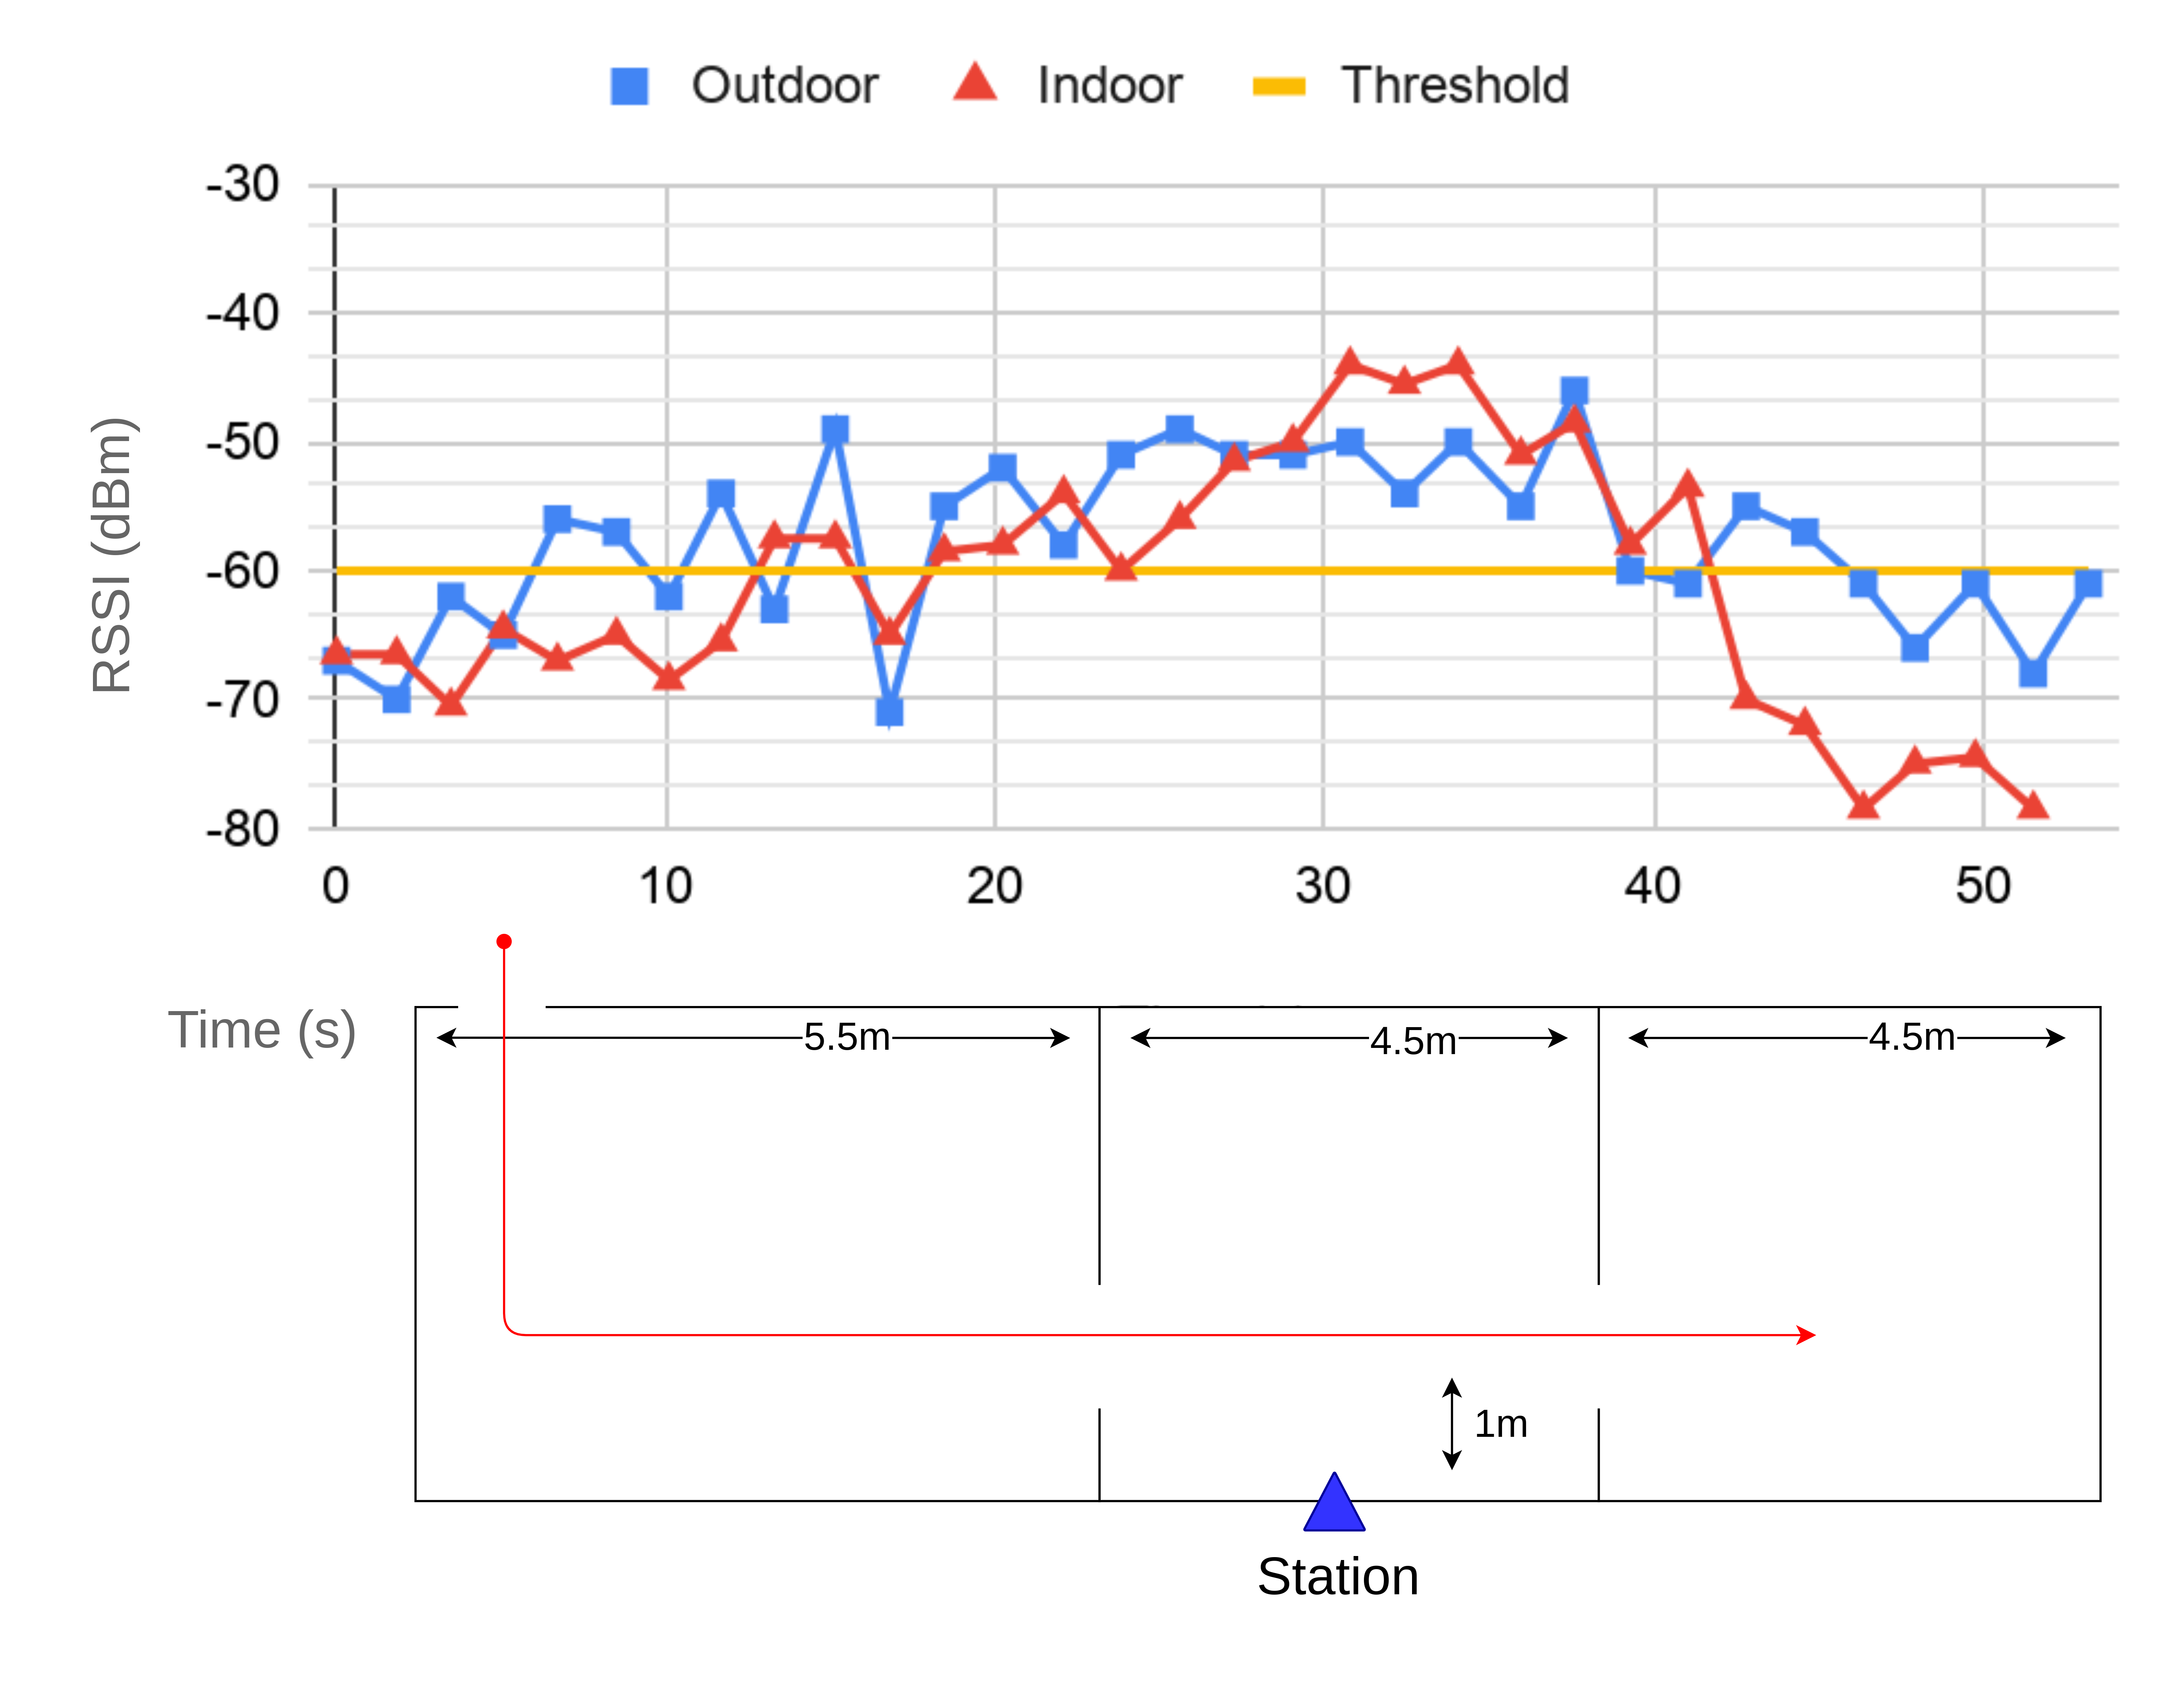 Outdoor Indoor Threshold
-30
-40
-50
-60
-70
-80
RSSI (dBm)
0 10 20 30 40 50
Time (s)
5.5m 4.5m 4.5m
1m
Station